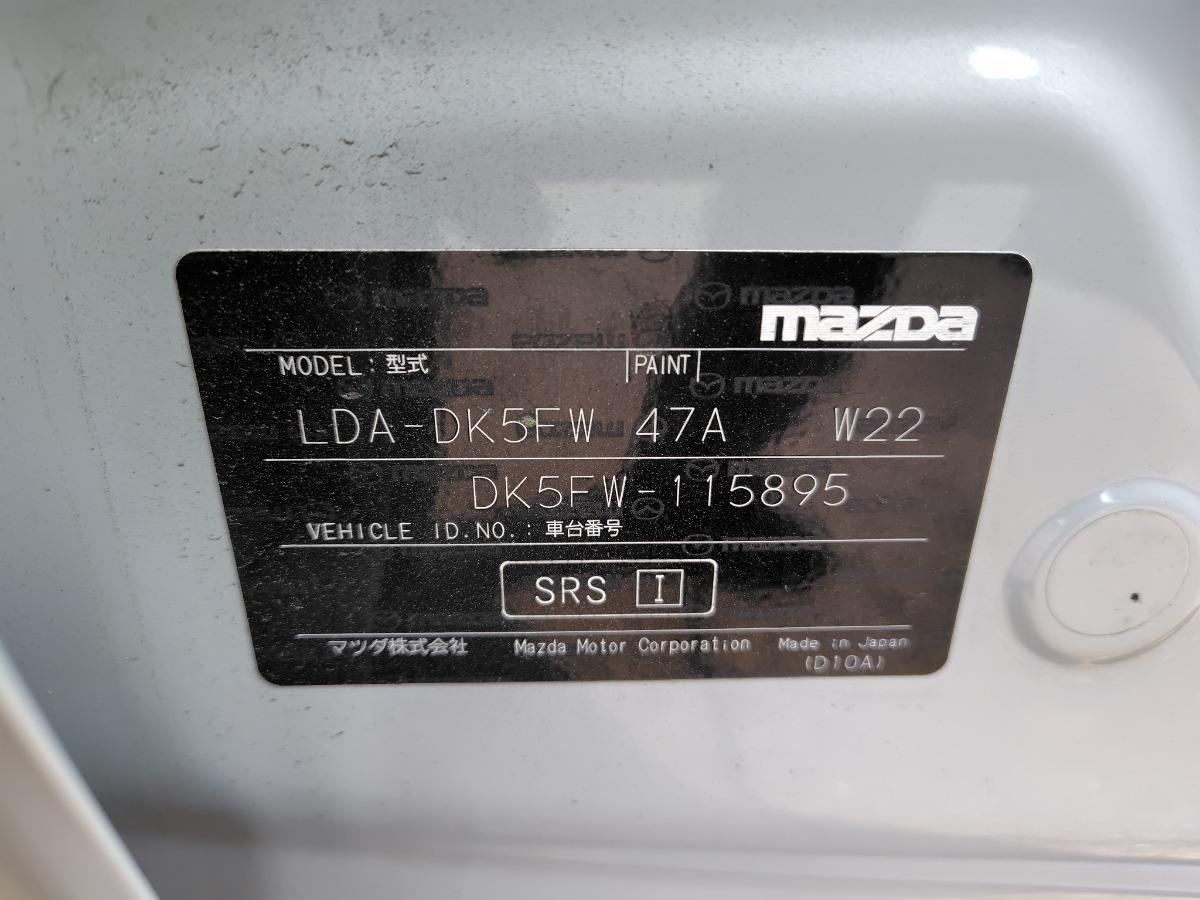 mazda
MODEL : 型式 PAINT
LDA-DK5FW 47A W22
DK5FW-115895
VEHICLE ID.NO. : 車台番号
SRS I
マツダ株式会社 Mazda Motor Corporation Made in Japan
(D10A)